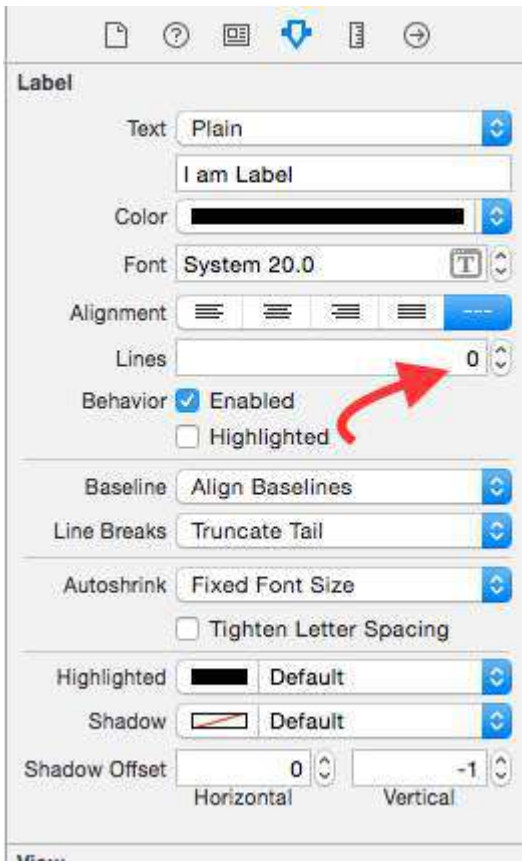 Label
Text Plain
I am Label
Color
Font System 20.0 T
Alignment ---
Lines 0
Behavior Enabled
Highlighted
Baseline Align Baselines
Line Breaks Truncate Tail
Autoshrink Fixed Font Size
Tighten Letter Spacing
Highlighted Default
Shadow Default
Shadow Offset 0 -1
Horizontal Vertical
View